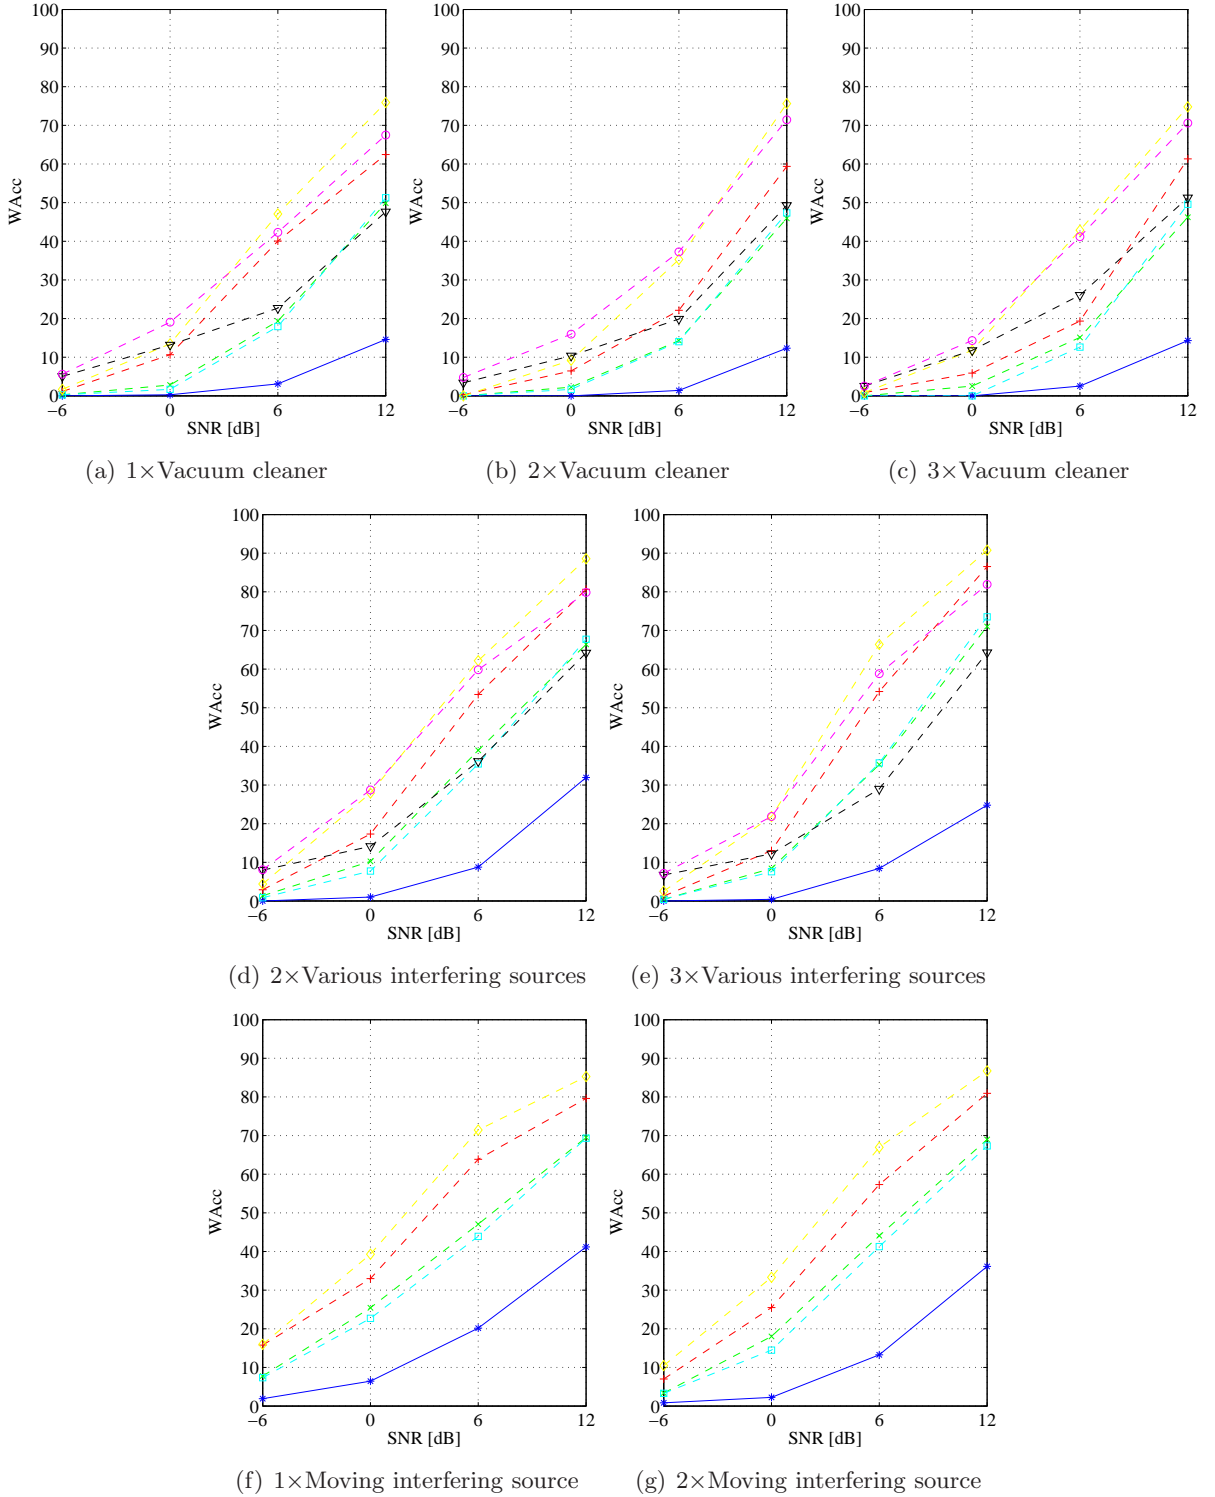 100
90
80
70
60
50
40
30
20
10
0
WAcc
−6 0 6 12
SNR [dB]
(a) 1×Vacuum cleaner
100
90
80
70
60
50
40
30
20
10
0
WAcc
−6 0 6 12
SNR [dB]
(b) 2×Vacuum cleaner
100
90
80
70
60
50
40
30
20
10
0
WAcc
−6 0 6 12
SNR [dB]
(c) 3×Vacuum cleaner
100
90
80
70
60
50
40
30
20
10
0
WAcc
−6 0 6 12
SNR [dB]
(d) 2×Various interfering sources
100
90
80
70
60
50
40
30
20
10
0
WAcc
−6 0 6 12
SNR [dB]
(e) 3×Various interfering sources
100
90
80
70
60
50
40
30
20
10
0
WAcc
−6 0 6 12
SNR [dB]
(f) 1×Moving interfering source
100
90
80
70
60
50
40
30
20
10
0
WAcc
−6 0 6 12
SNR [dB]
(g) 2×Moving interfering source